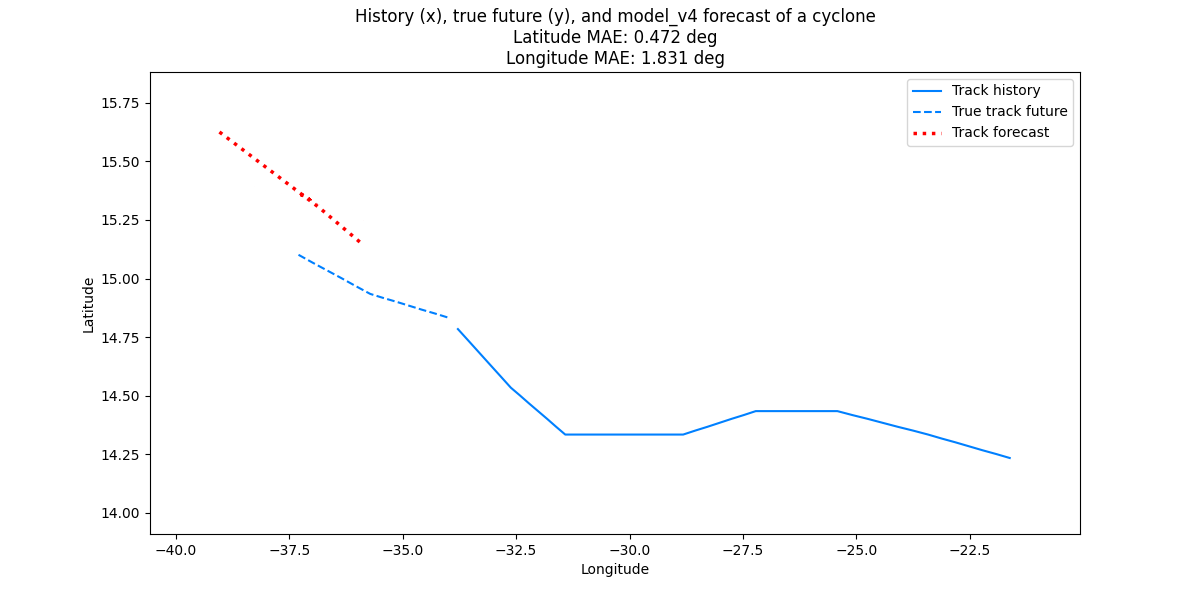 History (x), true future (y), and model_v4 forecast of a cyclone
Latitude MAE: 0.472 deg
Longitude MAE: 1.831 deg
Track history
True track future
Track forecast
15.75
15.50
15.25
15.00
14.75
14.50
14.25
14.00
Latitude
−40.0 −37.5 −35.0 −32.5 −30.0 −27.5 −25.0 −22.5
Longitude